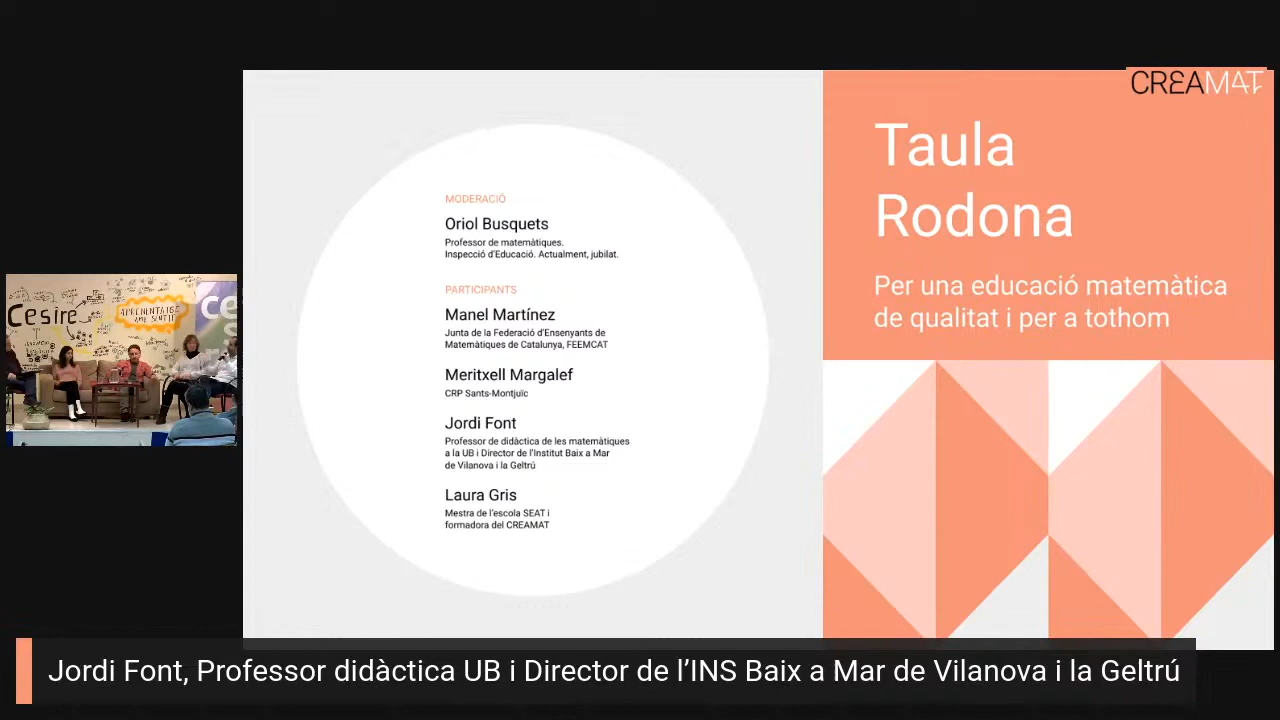 CREAMAT
Taula
Rodona
Per una educació matemàtica
de qualitat i per a tothom
MODERACIÓ
Oriol Busquets
Professor de matemàtiques.
Inspecció d'Educació. Actualment, jubilat.
PARTICIPANTS
Manel Martínez
Junta de la Federació d'Ensenyants de
Matemàtiques de Catalunya, FEEMCAT
Meritxell Margalef
CRP Sants-Montjuïc
Jordi Font
Professor de didàctica de les matemàtiques
a la UB i Director de l'Institut Baix a Mar
de Vilanova i la Geltrú
Laura Gris
Mestra de l'escola SEAT i
formadora del CREAMAT
Cesire
APRENENTATGE
AMB SENTIT
ce
Jordi Font, Professor didàctica UB i Director de l’INS Baix a Mar de Vilanova i la Geltrú